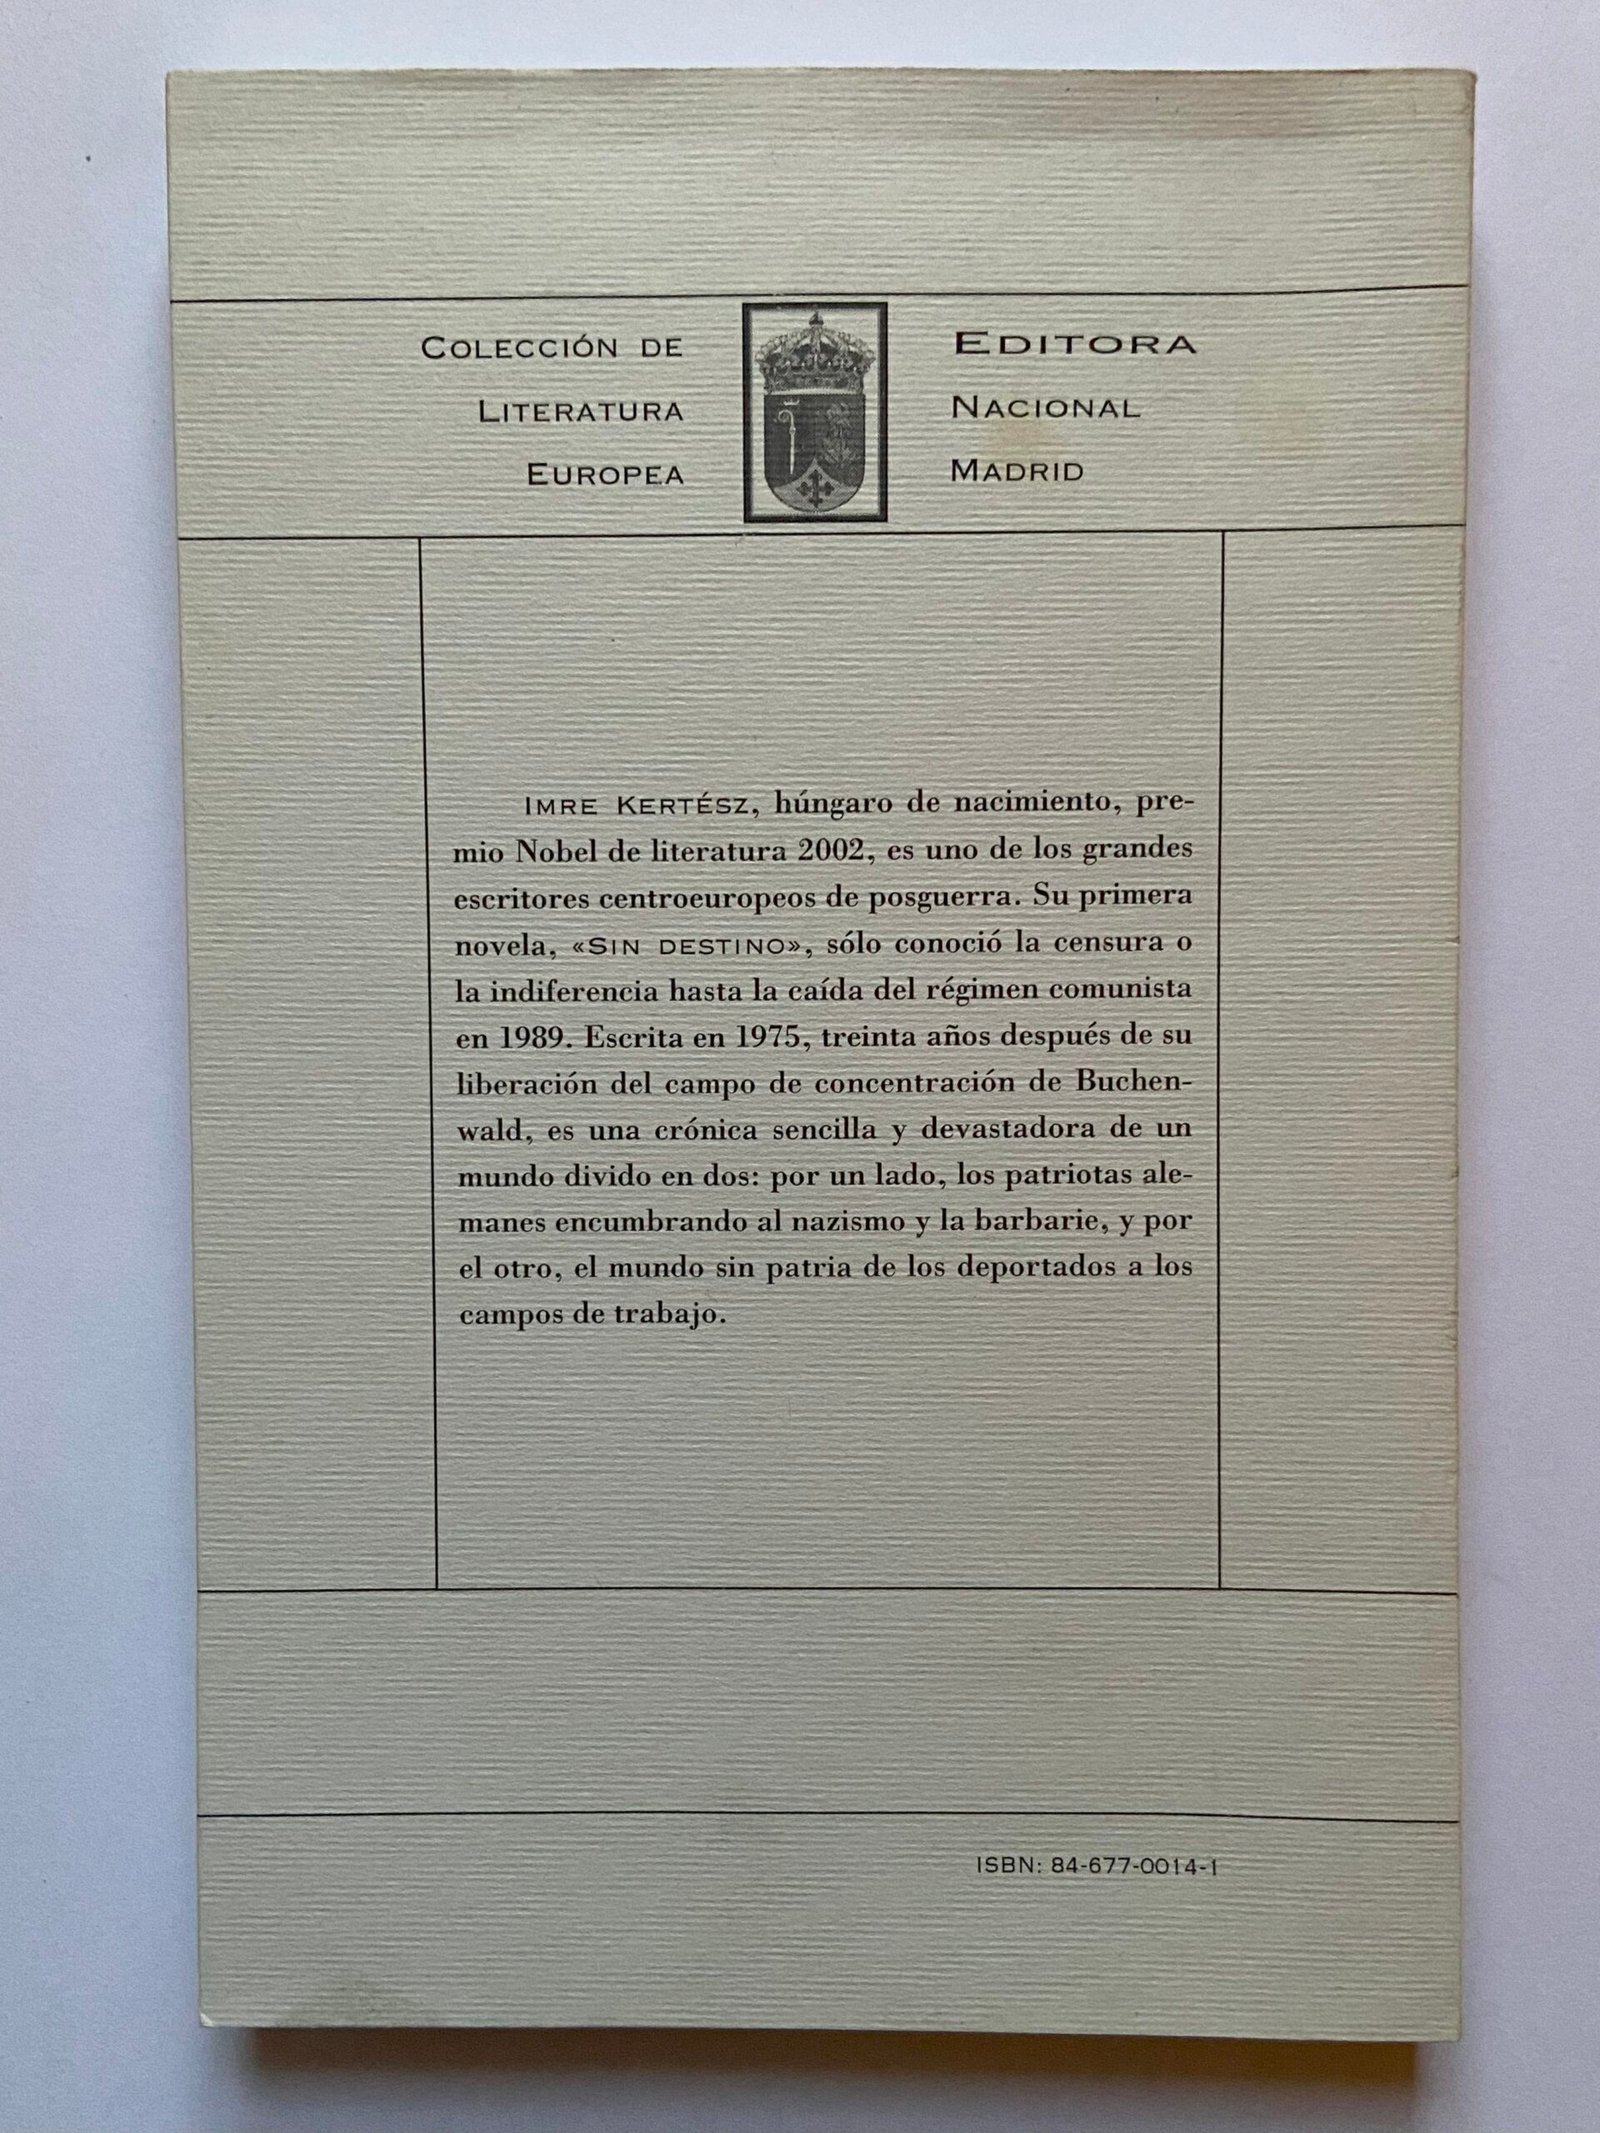 COLECCIÓN DE
LITERATURA
EUROPEA
EDITORA
NACIONAL
MADRID
IMRE KERTÉSZ, húngaro de nacimiento, pre-
mio Nobel de literatura 2002, es uno de los grandes
escritores centroeuropeos de posguerra. Su primera
novela, «SIN DESTINO», sólo conoció la censura o
la indiferencia hasta la caída del régimen comunista
en 1989. Escrita en 1975, treinta años después de su
liberación del campo de concentración de Buchen-
wald, es una crónica sencilla y devastadora de un
mundo divido en dos: por un lado, los patriotas ale-
manes encumbrando al nazismo y la barbarie, y por
el otro, el mundo sin patria de los deportados a los
campos de trabajo.
ISBN: 84-677-0014-1